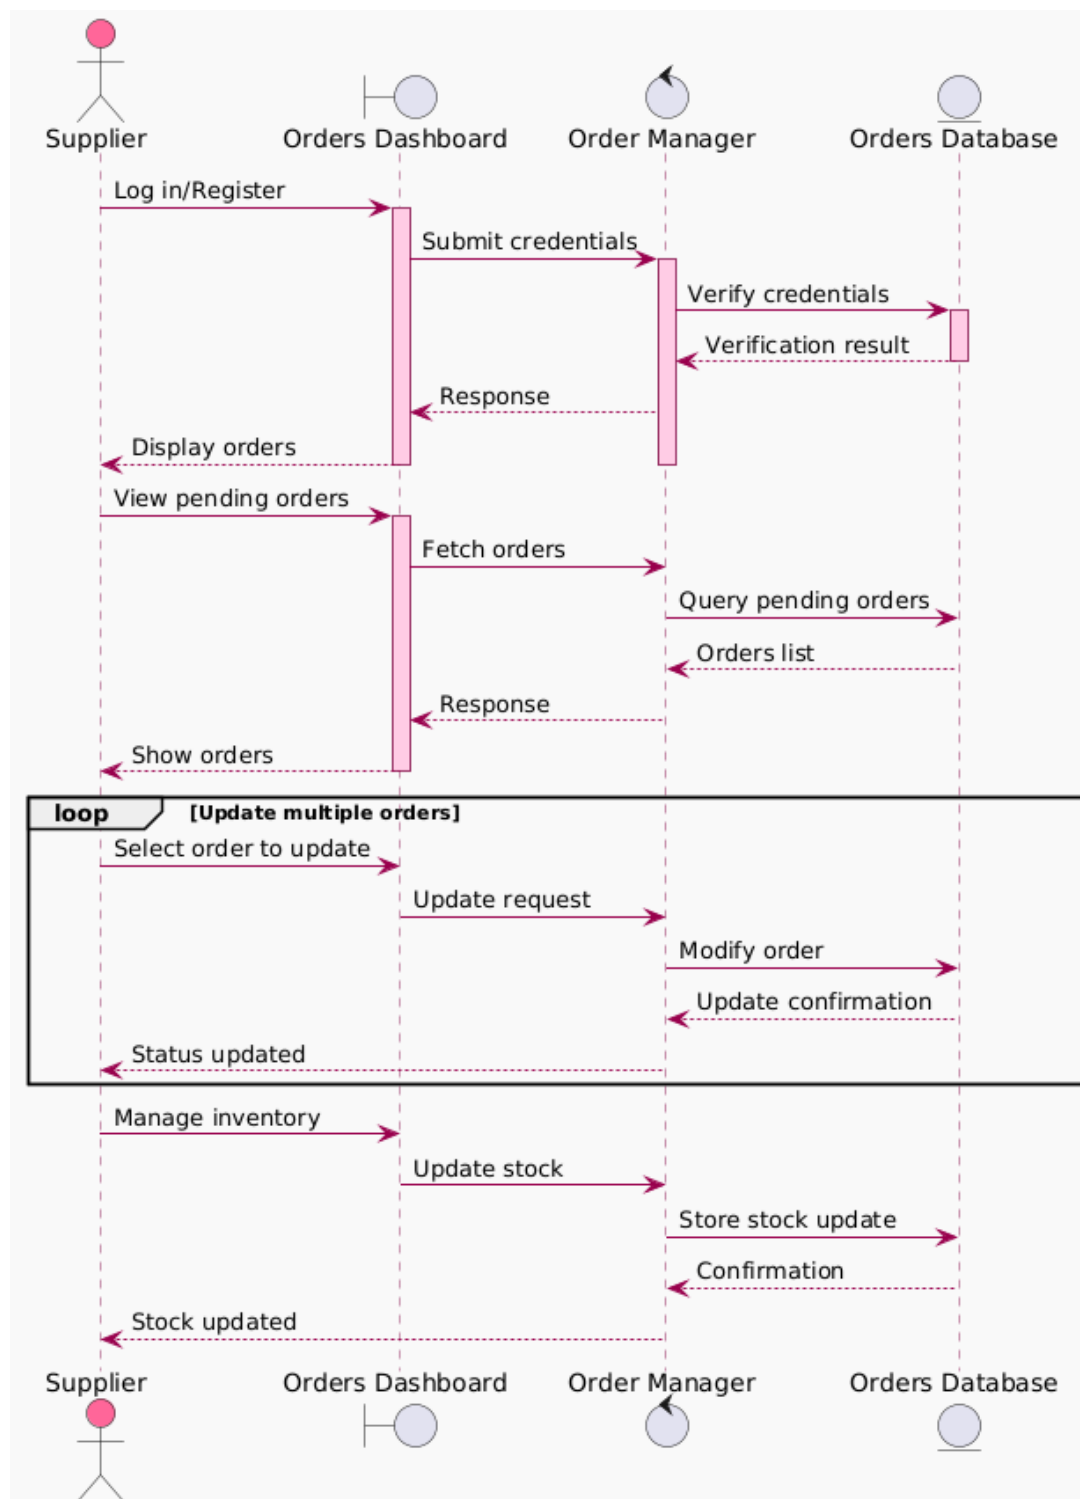 Supplier
Orders Dashboard
Order Manager
Orders Database
Log in/Register
Submit credentials
Verify credentials
Verification result
Response
Display orders
View pending orders
Fetch orders
Query pending orders
Orders list
Response
Show orders
loop [Update multiple orders]
Select order to update
Update request
Modify order
Update confirmation
Status updated
Manage inventory
Update stock
Store stock update
Confirmation
Stock updated
Supplier
Orders Dashboard
Order Manager
Orders Database